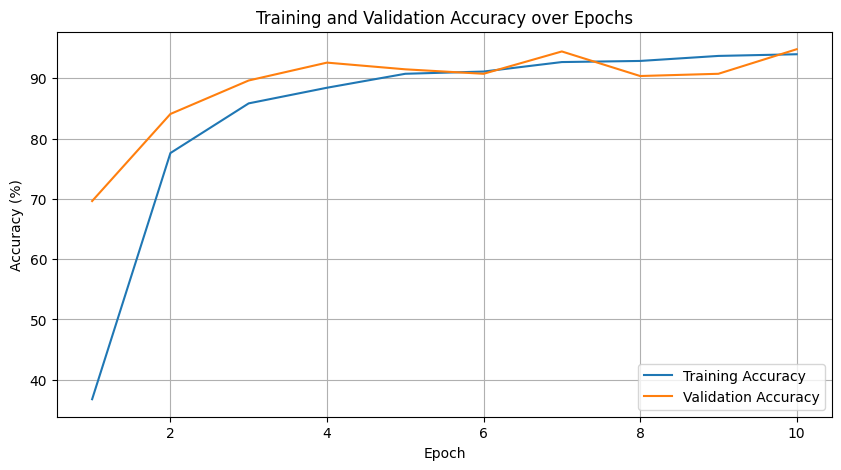 Training and Validation Accuracy over Epochs
Accuracy (%)
90
80
70
60
50
40
2
4
6
8
10
Epoch
Training Accuracy
Validation Accuracy